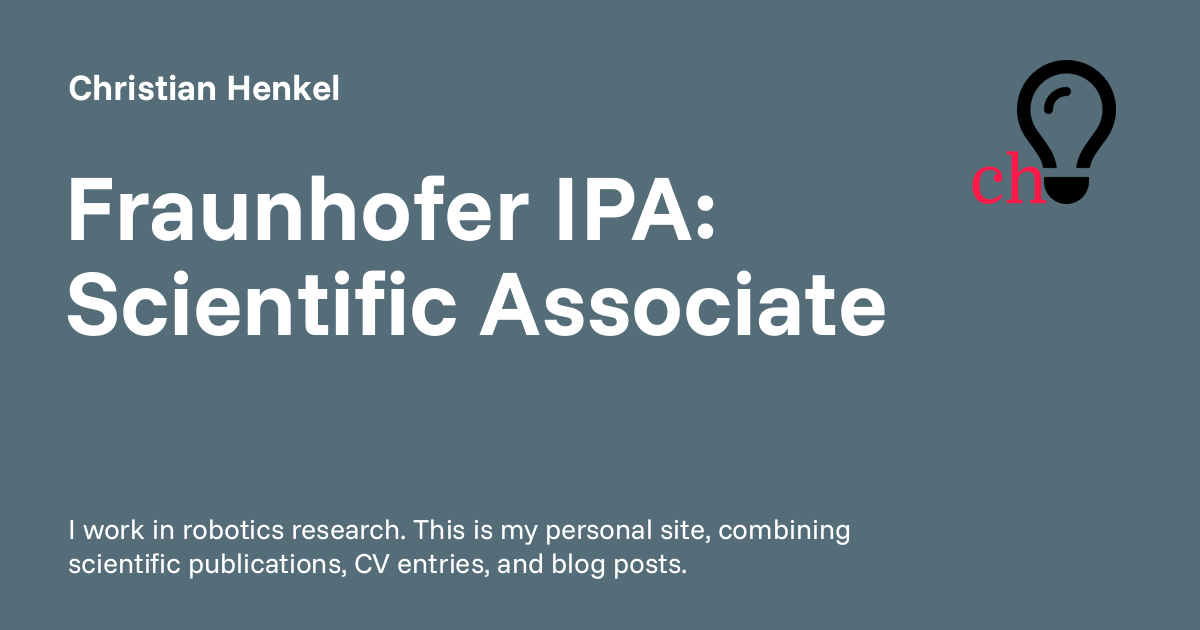 Christian Henkel
ch
Fraunhofer IPA:
Scientific Associate
I work in robotics research. This is my personal site, combining
scientific publications, CV entries, and blog posts.